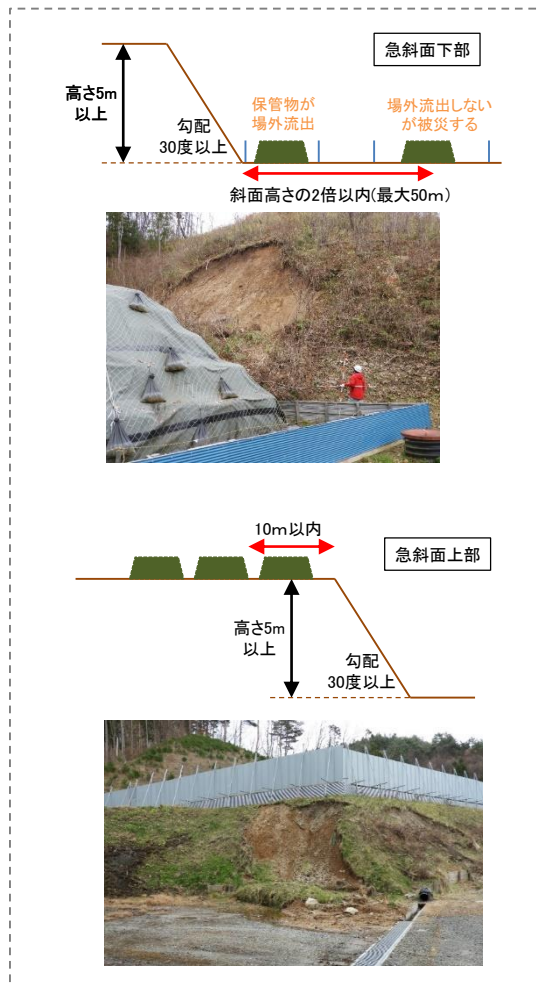 急斜面下部
高さ5m
以上
保管物が
場外流出
場外流出しない
が被災する
勾配
30度以上
斜面高さの2倍以内(最大50m)
10m以内
急斜面上部
高さ5m
以上
勾配
30度以上